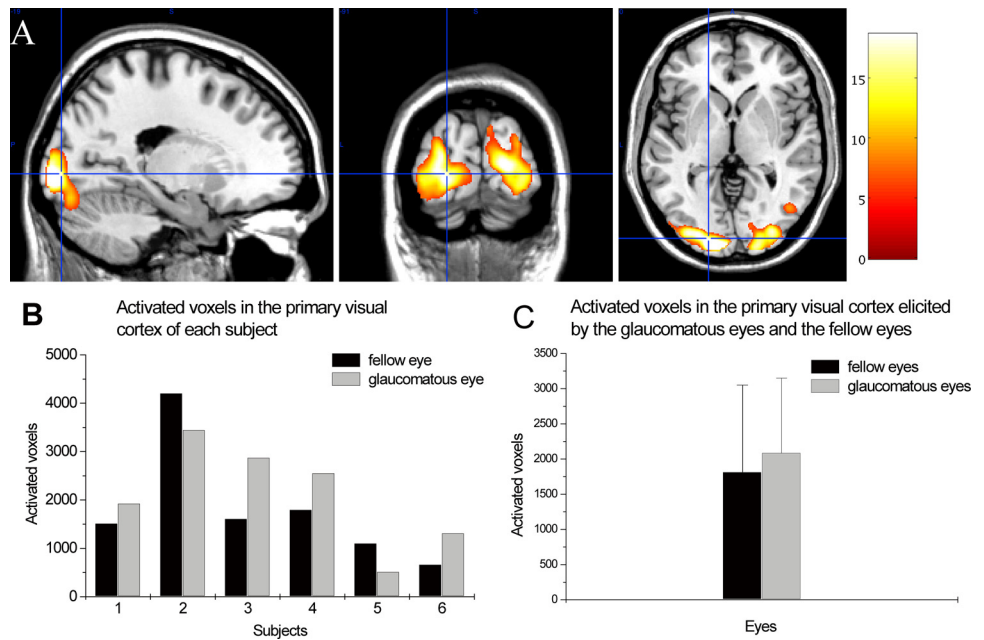 A
15
10
5
0
B
Activated voxels in the primary visual
cortex of each subject
5000
4000
3000
2000
1000
0
Activated voxels
fellow eye
glaucomatous eye
1 2 3 4 5 6
Subjects
C
Activated voxels in the primary visual cortex elicited
by the glaucomatous eyes and the fellow eyes
3500
3000
2500
2000
1500
1000
500
0
Activated voxels
fellow eyes
glaucomatous eyes
Eyes